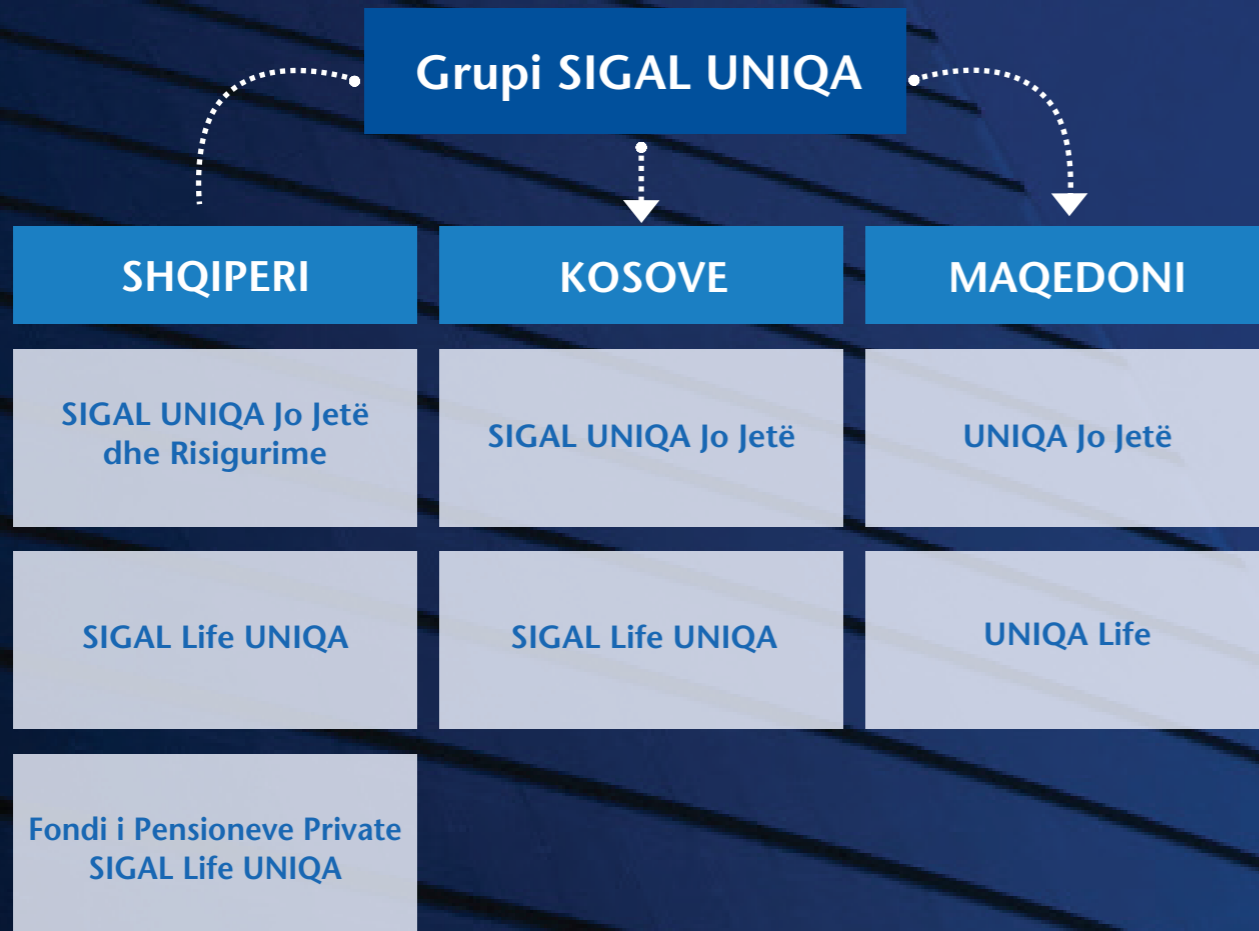 Grupi SIGAL UNIQA
SHQIPERI
KOSOVE
MAQEDONI
SIGAL UNIQA Jo Jetë
dhe Risigurime
SIGAL UNIQA Jo Jetë
UNIQA Jo Jetë
SIGAL Life UNIQA
SIGAL Life UNIQA
UNIQA Life
Fondi i Pensioneve Private
SIGAL Life UNIQA